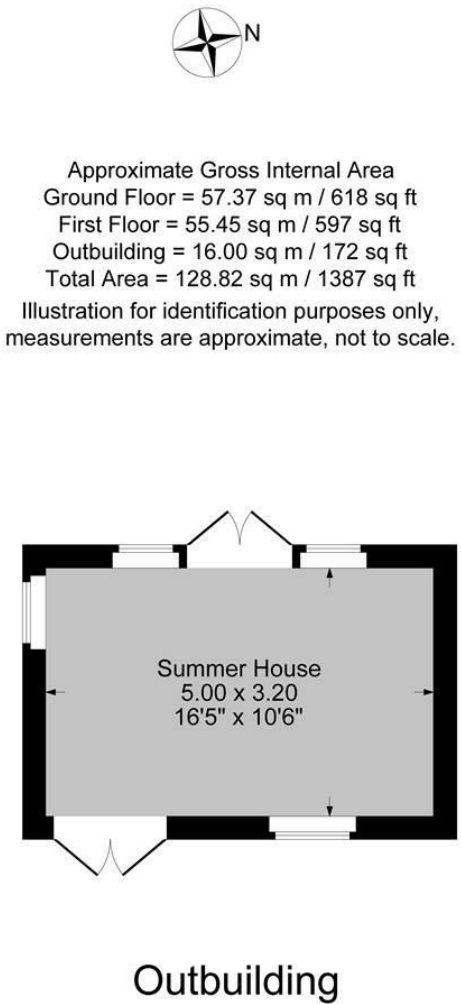 N
Approximate Gross Internal Area
Ground Floor = 57.37 sq m / 618 sq ft
First Floor = 55.45 sq m / 597 sq ft
Outbuilding = 16.00 sq m / 172 sq ft
Total Area = 128.82 sq m / 1387 sq ft
Illustration for identification purposes only,
measurements are approximate, not to scale.
Summer House
5.00 x 3.20
16'5" x 10'6"
Outbuilding